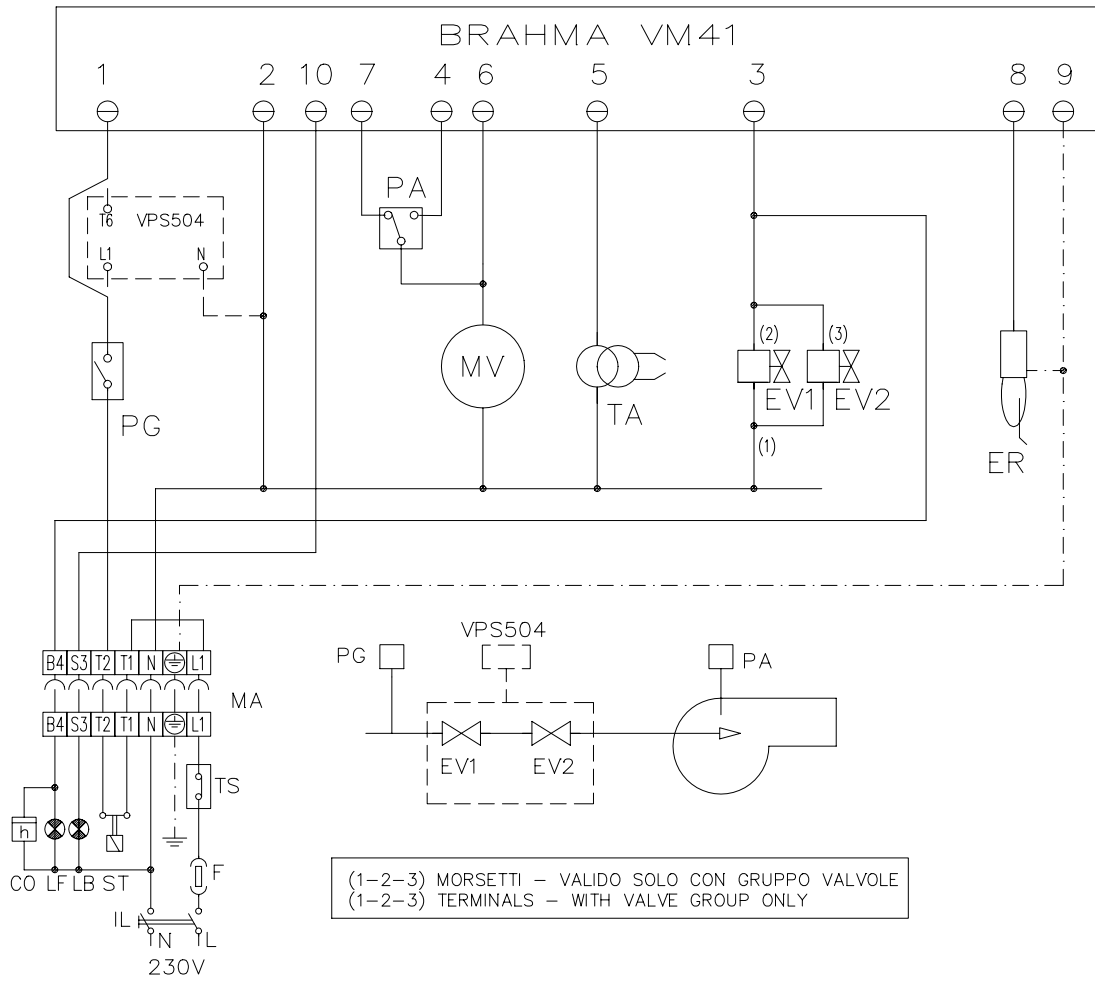 BRAHMA VM41
1 2 10 7 4 6 5 3 8 9
PA
T6 VPS504
L1 N
(2) (3)
MV
EV1 EV2
PG
TA
(1)
ER
B4 S3 T2 T1 N L1
MA
B4 S3 T2 T1 N L1
VPS504
PG
PA
EV1 EV2
TS
h
CO LF LB ST
F
IL
N L
230V
(1-2-3) MORSETTI – VALIDO SOLO CON GRUPPO VALVOLE
(1-2-3) TERMINALS – WITH VALVE GROUP ONLY